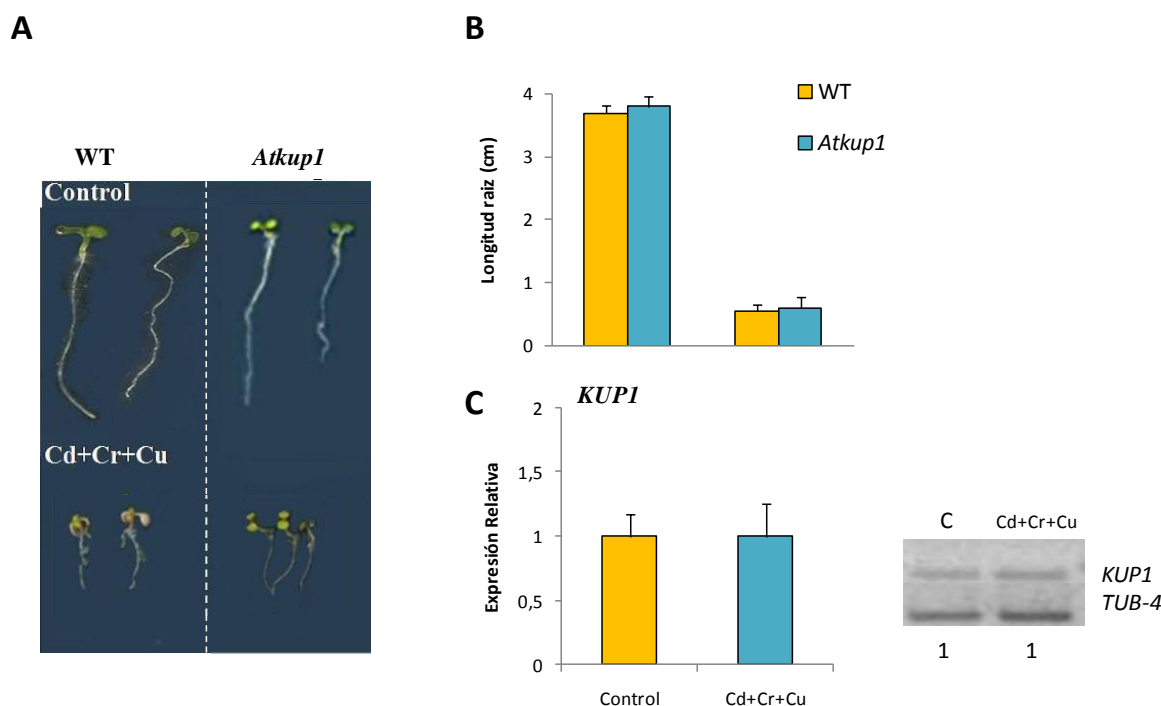 A
WT
Atkup1
Control
Cd+Cr+Cu
B
Longitud raiz (cm)
4
3
2
1
0
WT
Atkup1
C
KUP1
Expresión Relativa
2
1,5
1
0,5
0
Control
Cd+Cr+Cu
C
Cd+Cr+Cu
KUP1
TUB-4
1
1